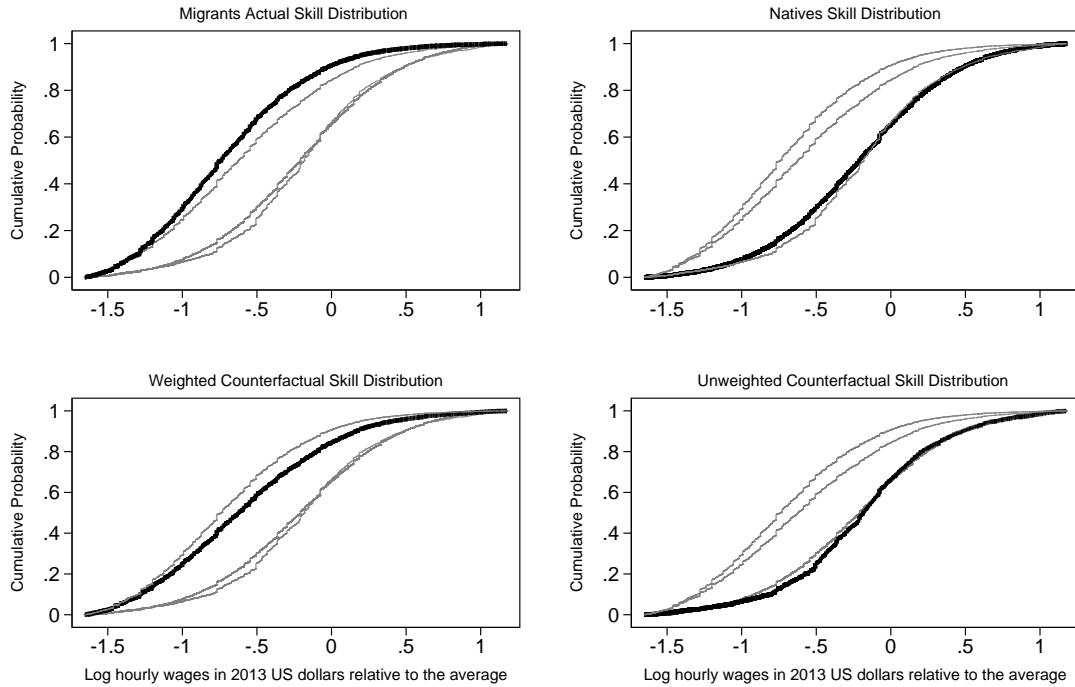 Migrants Actual Skill Distribution
Cumulative Probability
1
.8
.6
.4
.2
0
-1.5 -1 -.5 0 .5 1
Natives Skill Distribution
Cumulative Probability
1
.8
.6
.4
.2
0
-1.5 -1 -.5 0 .5 1
Weighted Counterfactual Skill Distribution
Cumulative Probability
1
.8
.6
.4
.2
0
-1.5 -1 -.5 0 .5 1
Log hourly wages in 2013 US dollars relative to the average
Unweighted Counterfactual Skill Distribution
Cumulative Probability
1
.8
.6
.4
.2
0
-1.5 -1 -.5 0 .5 1
Log hourly wages in 2013 US dollars relative to the average